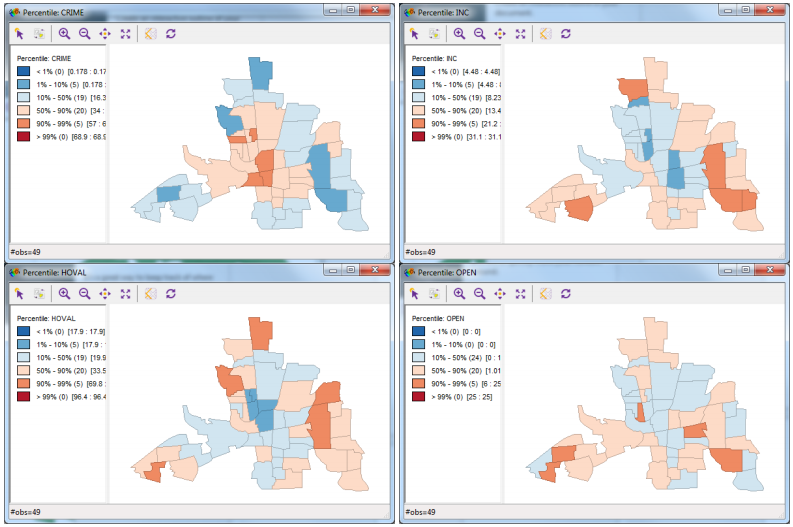 Percentile: CRIME
Percentile: CRIME
< 1% (0) [0.178 : 0.17
1% - 10% (5) [0.178 :
10% - 50% (19) [16.3
50% - 90% (20) [34 :
90% - 99% (5) [57 : 6
> 99% (0) [68.9 : 68.9
#obs=49
Percentile: INC
Percentile: INC
< 1% (0) [4.48 : 4.48]
1% - 10% (5) [4.48 :
10% - 50% (19) [8.23
50% - 90% (20) [13.4
90% - 99% (5) [21.2 :
> 99% (0) [31.1 : 31.1
#obs=49
Percentile: HOVAL
Percentile: HOVAL
< 1% (0) [17.9 : 17.9]
1% - 10% (5) [17.9 :
10% - 50% (19) [19.9
50% - 90% (20) [33.5
90% - 99% (5) [69.8 :
> 99% (0) [96.4 : 96.4
#obs=49
Percentile: OPEN
Percentile: OPEN
< 1% (0) [0 : 0]
1% - 10% (0) [0 : 0]
10% - 50% (24) [0 : 1
50% - 90% (20) [1.01
90% - 99% (5) [6 : 25
> 99% (0) [25 : 25]
#obs=49